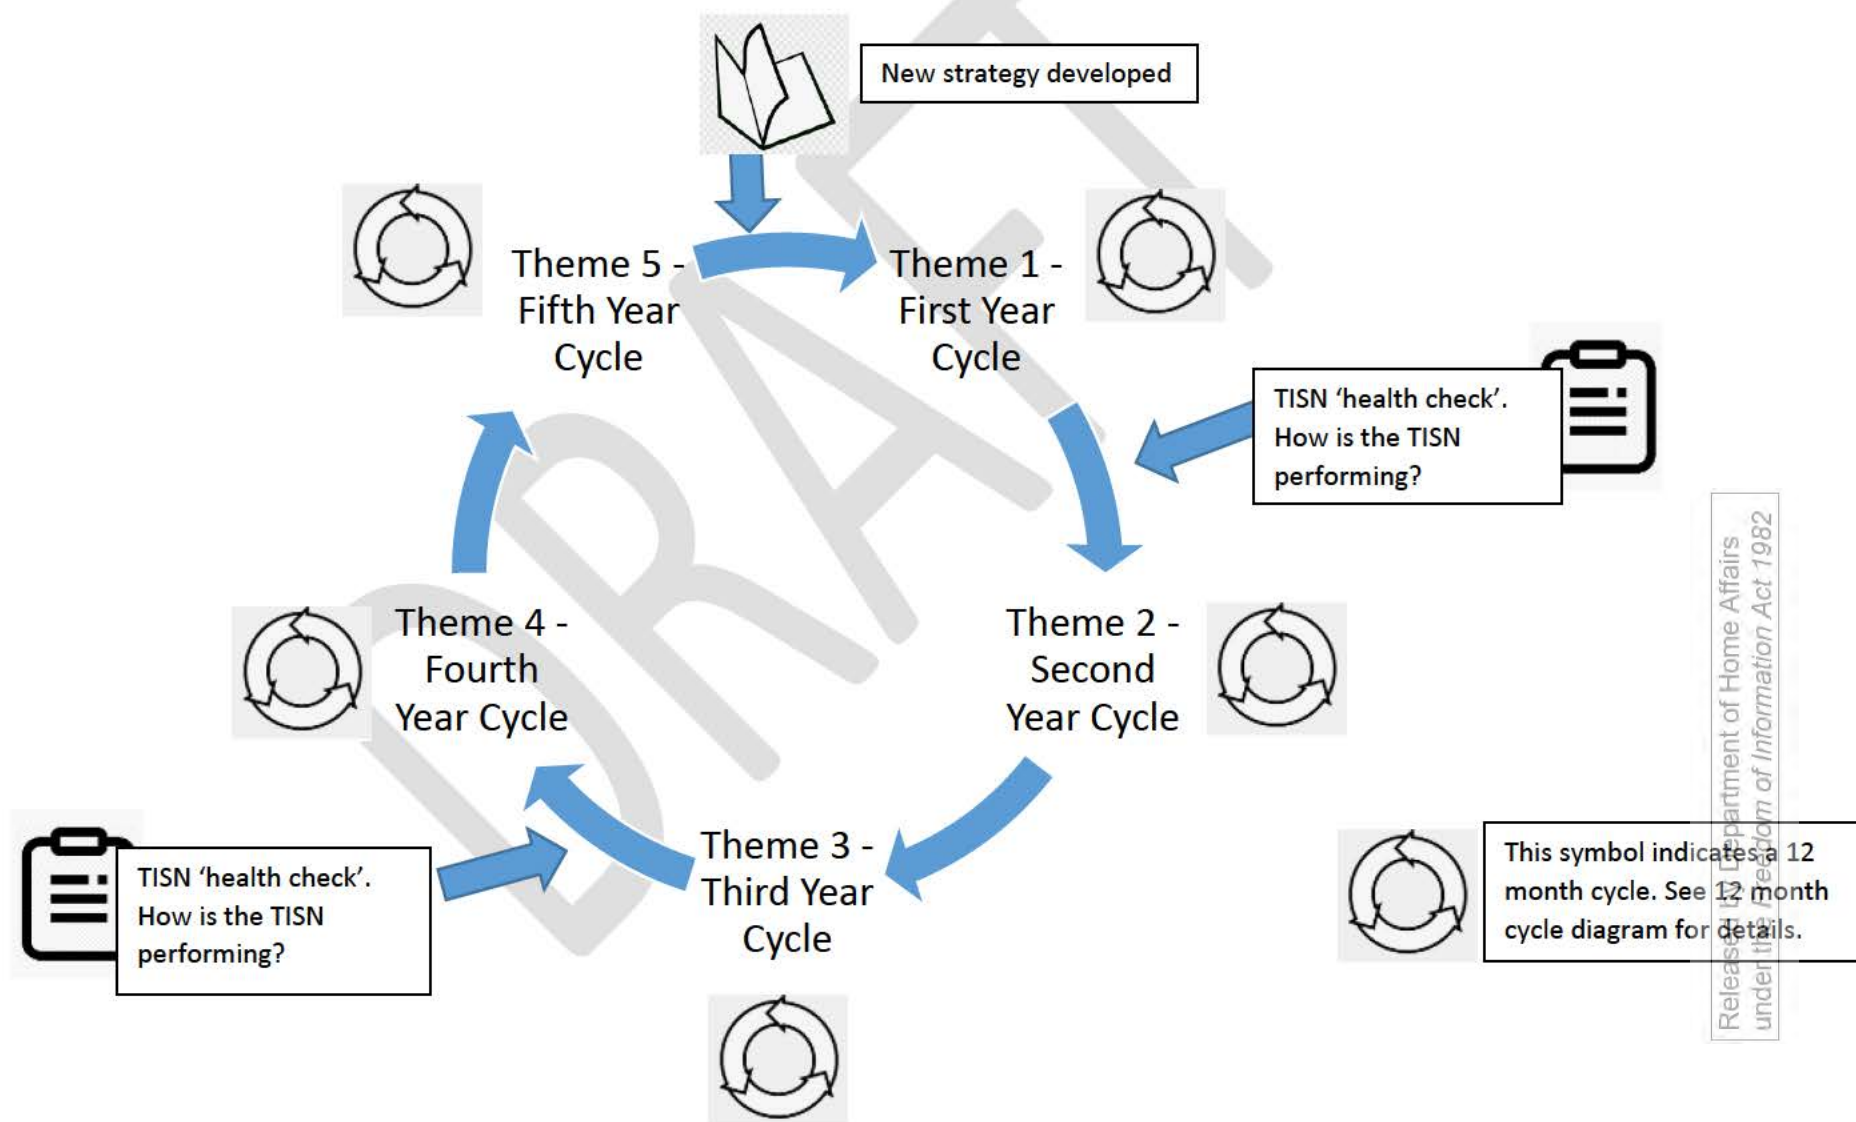 New strategy developed
Theme 5 -
Fifth Year
Cycle
Theme 1 -
First Year
Cycle
TISN ‘health check’.
How is the TISN
performing?
Theme 4 -
Fourth
Year Cycle
Theme 2 -
Second
Year Cycle
Theme 3 -
Third Year
Cycle
TISN ‘health check’.
How is the TISN
performing?
This symbol indicates a 12
month cycle. See 12 month
cycle diagram for details.
Released by Department of Home Affairs
under the Freedom of Information Act 1982
DRAFT